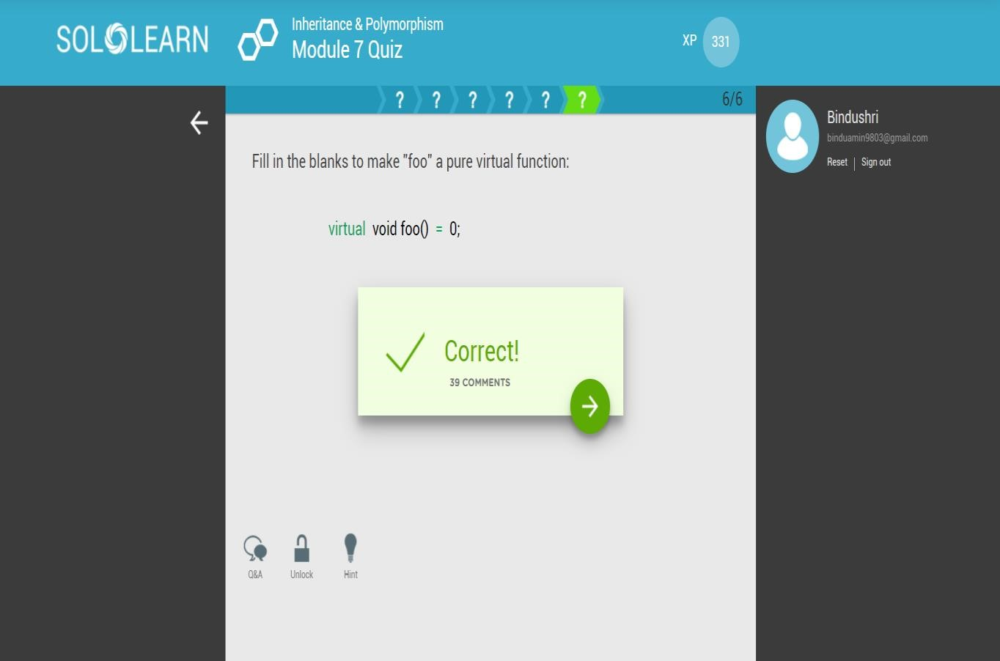 SOLOLEARN
Inheritance & Polymorphism
Module 7 Quiz
XP 331
? ? ? ? ? ?
6/6
Bindushri
binduamin9803@gmail.com
Reset | Sign out
Fill in the blanks to make "foo" a pure virtual function:
virtual void foo() = 0;
Correct!
39 COMMENTS
Q&A Unlock Hint